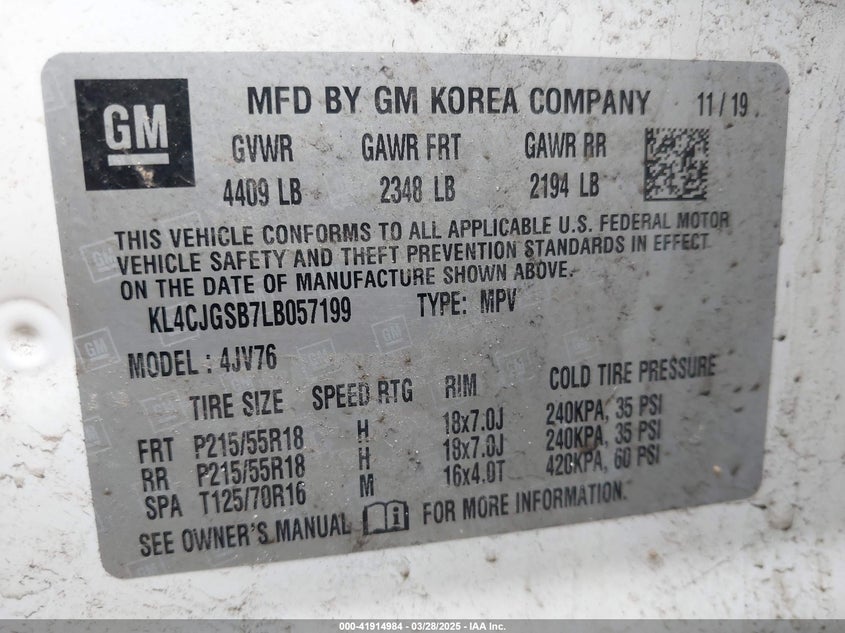 GM
MFD BY GM KOREA COMPANY 11/19
GVWR GAWR FRT GAWR RR
4409 LB 2348 LB 2194 LB
THIS VEHICLE CONFORMS TO ALL APPLICABLE U.S. FEDERAL MOTOR
VEHICLE SAFETY AND THEFT PREVENTION STANDARDS IN EFFECT
ON THE DATE OF MANUFACTURE SHOWN ABOVE.
KL4CJGSB7LB057199 TYPE: MPV
MODEL: 4JV76
TIRE SIZE SPEED RTG RIM COLD TIRE PRESSURE
FRT P215/55R18 H 18x7.0J 240KPA, 35 PSI
RR P215/55R18 H 18x7.0J 240KPA, 35 PSI
SPA T125/70R16 M 16x4.0T 420KPA, 60 PSI
SEE OWNER'S MANUAL FOR MORE INFORMATION.
000-41914984 - 03/28/2025 - IAA Inc.